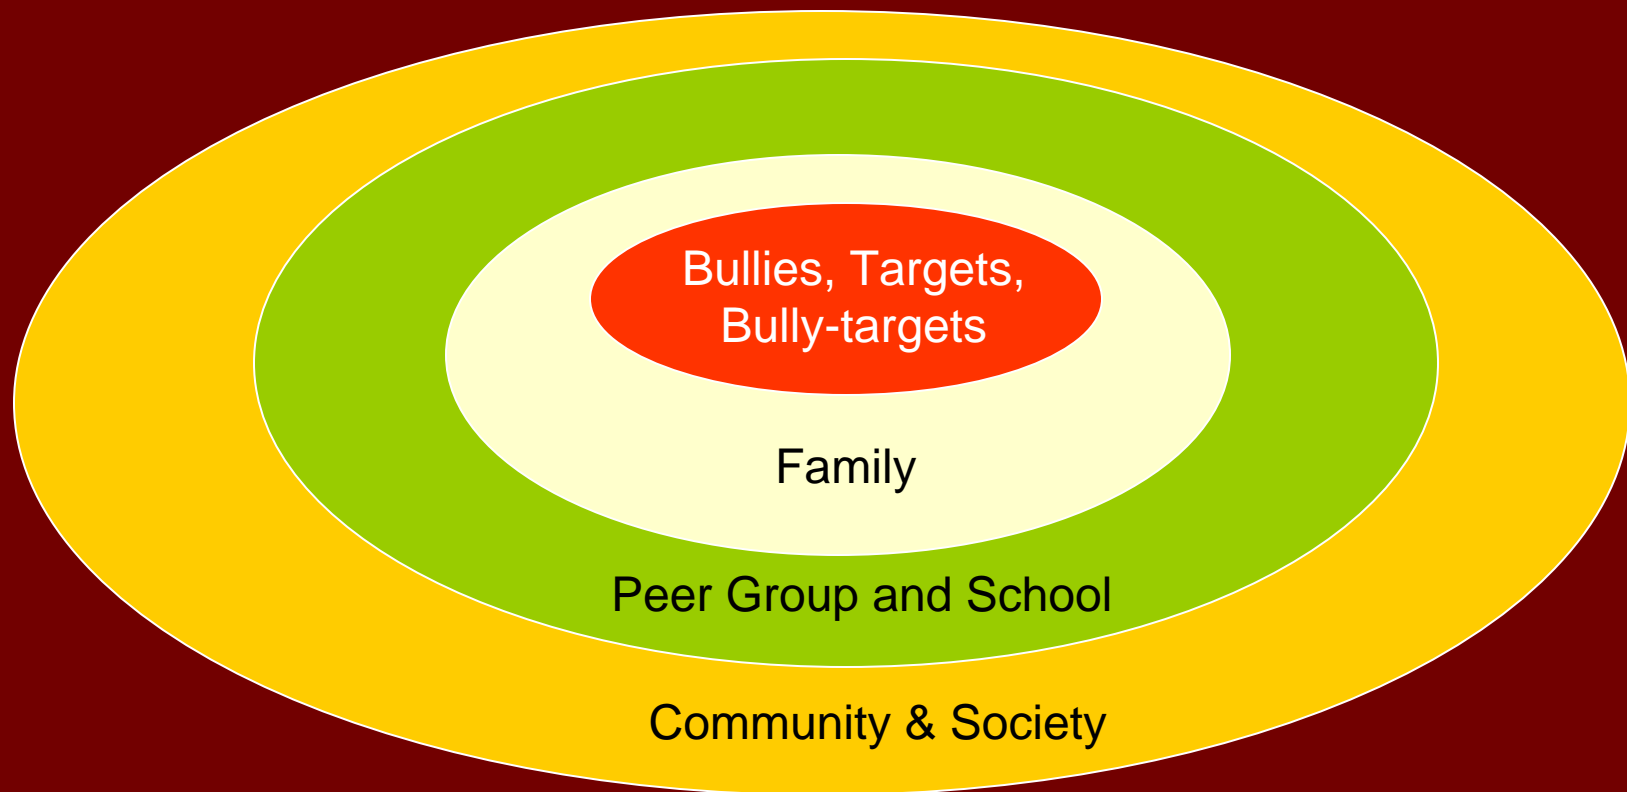 Bullies, Targets,
Bully-targets
Family
Peer Group and School
Community & Society